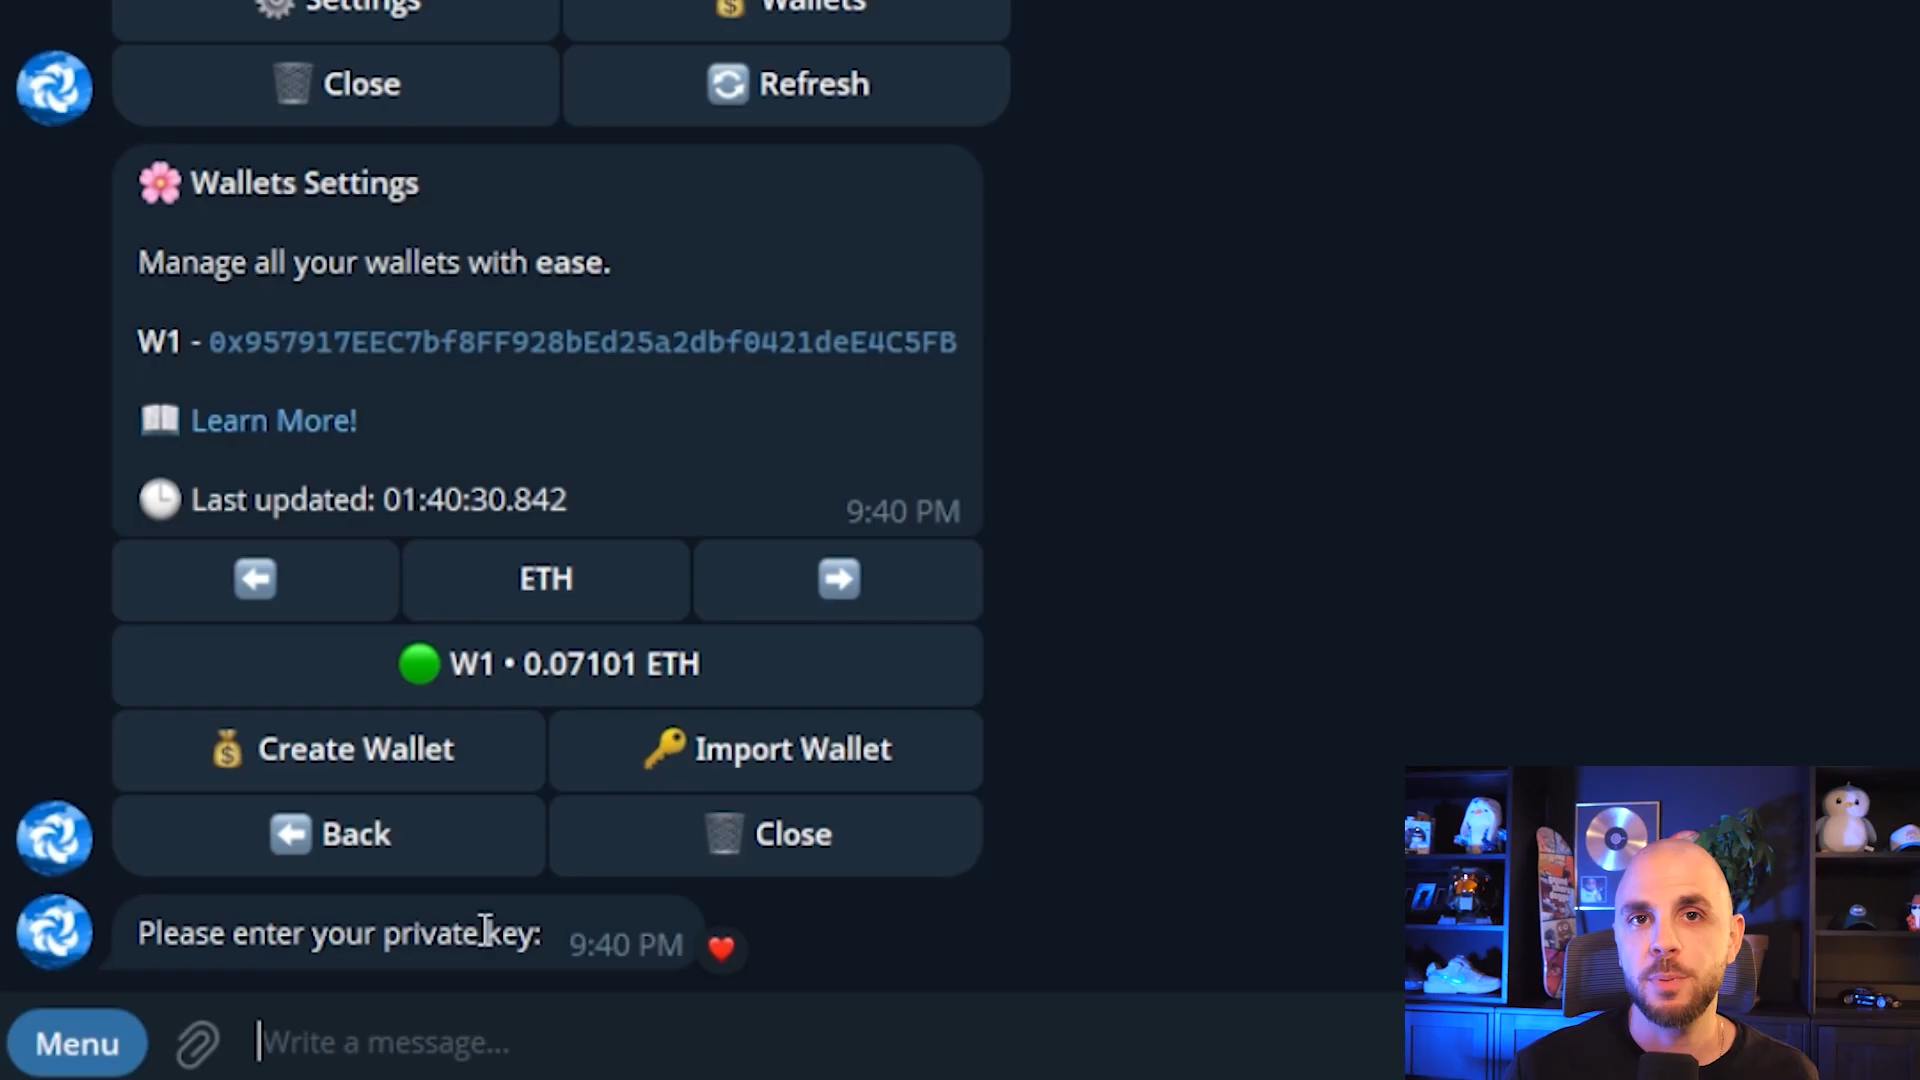 Settings
Wallets
Close
Refresh
Wallets Settings
Manage all your wallets with ease.
W1 - 0x957917EEC7bf8FF928bEd25a2dbf0421deE4C5FB
Learn More!
Last updated: 01:40:30.842
9:40 PM
ETH
W1 • 0.07101 ETH
Create Wallet
Import Wallet
Back
Close
Please enter your private key:
9:40 PM
Menu
Write a message...